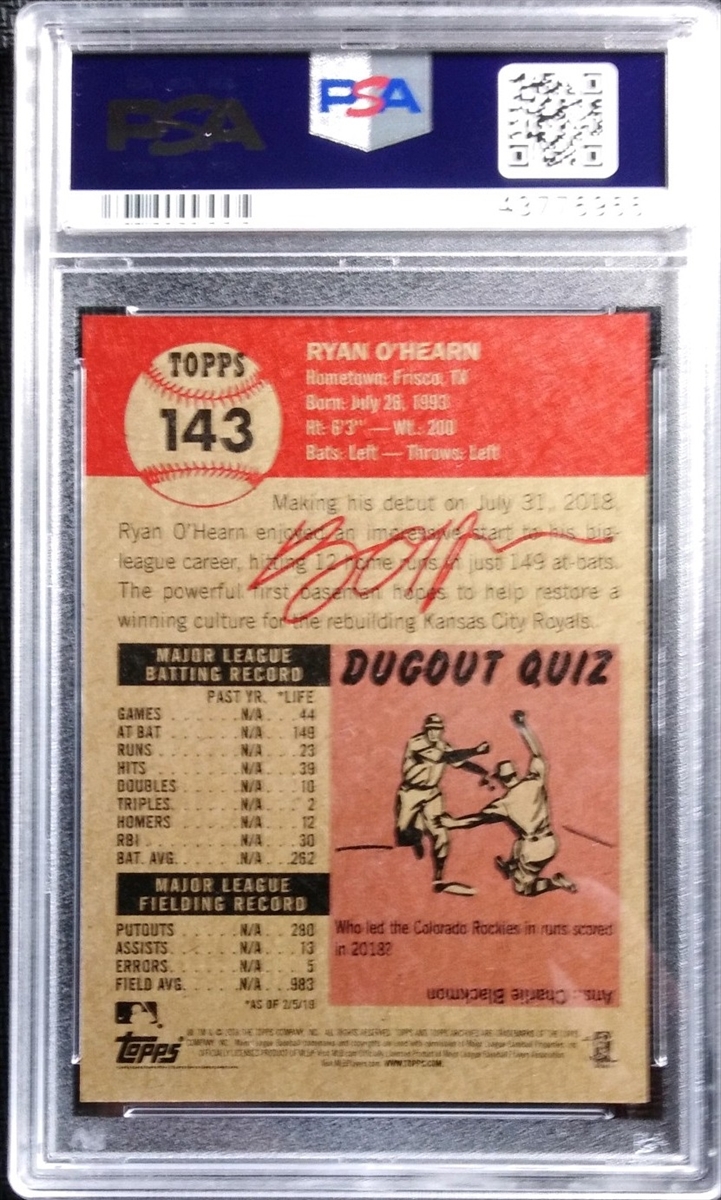 PSA PSA
TOPPS
143
RYAN O'HEARN
Hometown: Frisco, TX
Born: July 26, 1993
Ht: 6'3" — Wt.: 200
Bats: Left — Throws: Left
Making his debut on July 31, 2018,
Ryan O'Hearn enjoyed an impressive start to his big-
league career, hitting 12 home runs in just 149 at-bats.
The powerful first baseman hopes to help restore a
winning culture for the rebuilding Kansas City Royals.
MAJOR LEAGUE
BATTING RECORD
PAST YR. *LIFE
GAMES . . . . . . . N/A . . . 44
AT BAT . . . . . . . N/A . . . 149
RUNS . . . . . . . N/A . . . 23
HITS . . . . . . . N/A . . . 39
DOUBLES . . . . . . N/A . . . 10
TRIPLES . . . . . . N/A . . . 2
HOMERS . . . . . . N/A . . . 12
RBI . . . . . . . N/A . . . 30
BAT. AVG. . . . . . N/A . . . .262
MAJOR LEAGUE
FIELDING RECORD
PUTOUTS . . . . . . N/A . . . 290
ASSISTS . . . . . . N/A . . . 13
ERRORS . . . . . . N/A . . . 5
FIELD AVG. . . . . . N/A . . . .983
*AS OF 2/5/19
DUGOUT QUIZ
Who led the Colorado Rockies in runs scored
in 2018?
Ans.: Charlie Blackmon
topps
WWW.TOPPS.COM